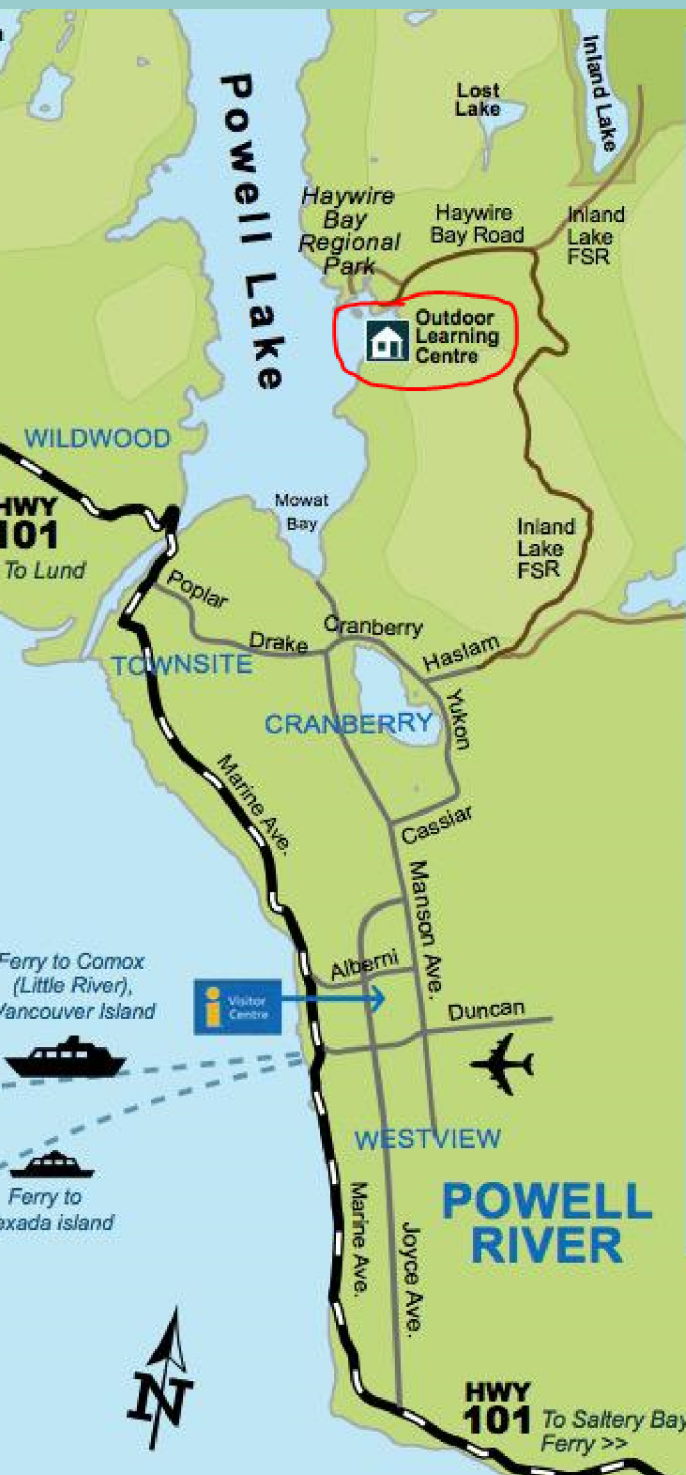 Powell Lake
Lost
Lake
Inland Lake
Haywire
Bay
Regional
Park
Haywire
Bay Road
Inland
Lake
FSR
Outdoor
Learning
Centre
WILDWOOD
HWY
101
To Lund
Mowat
Bay
Inland
Lake
FSR
Poplar
Drake
Cranberry
Haslam
TOWNSITE
CRANBERRY
Yukon
Marine Ave.
Cassiar
Manson Ave.
Alberni
Ferry to Comox
(Little River),
Vancouver Island
i
Visitor
Centre
Duncan
WESTVIEW
Ferry to
exada island
POWELL
RIVER
Marine Ave.
Joyce Ave.
N
HWY
101
To Saltery Bay
Ferry >>